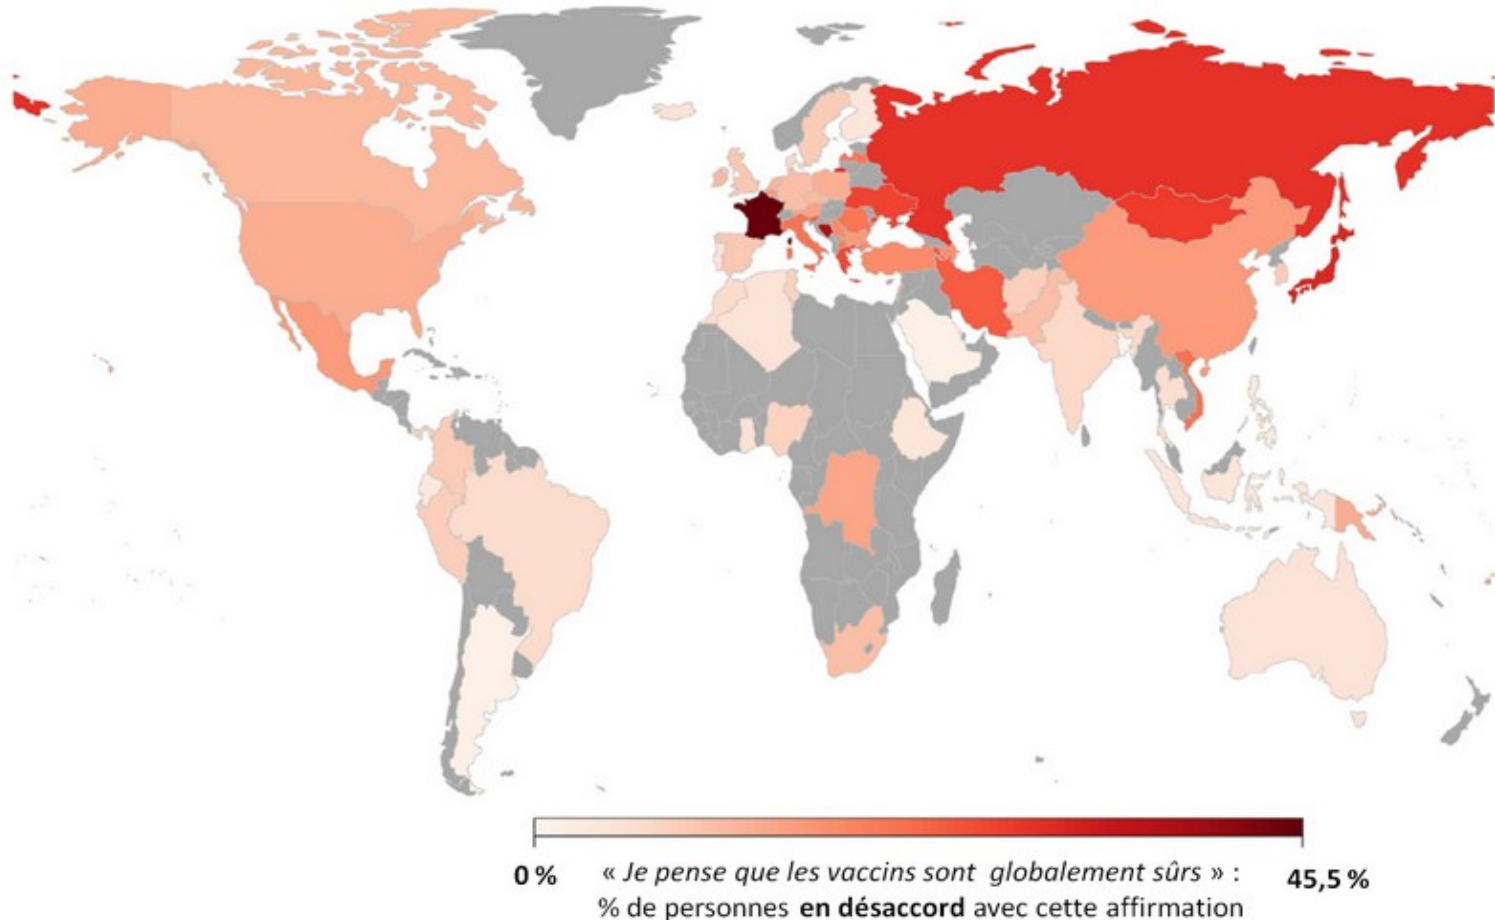 0 % « Je pense que les vaccins sont globalement sûrs » : 45,5 %
% de personnes en désaccord avec cette affirmation